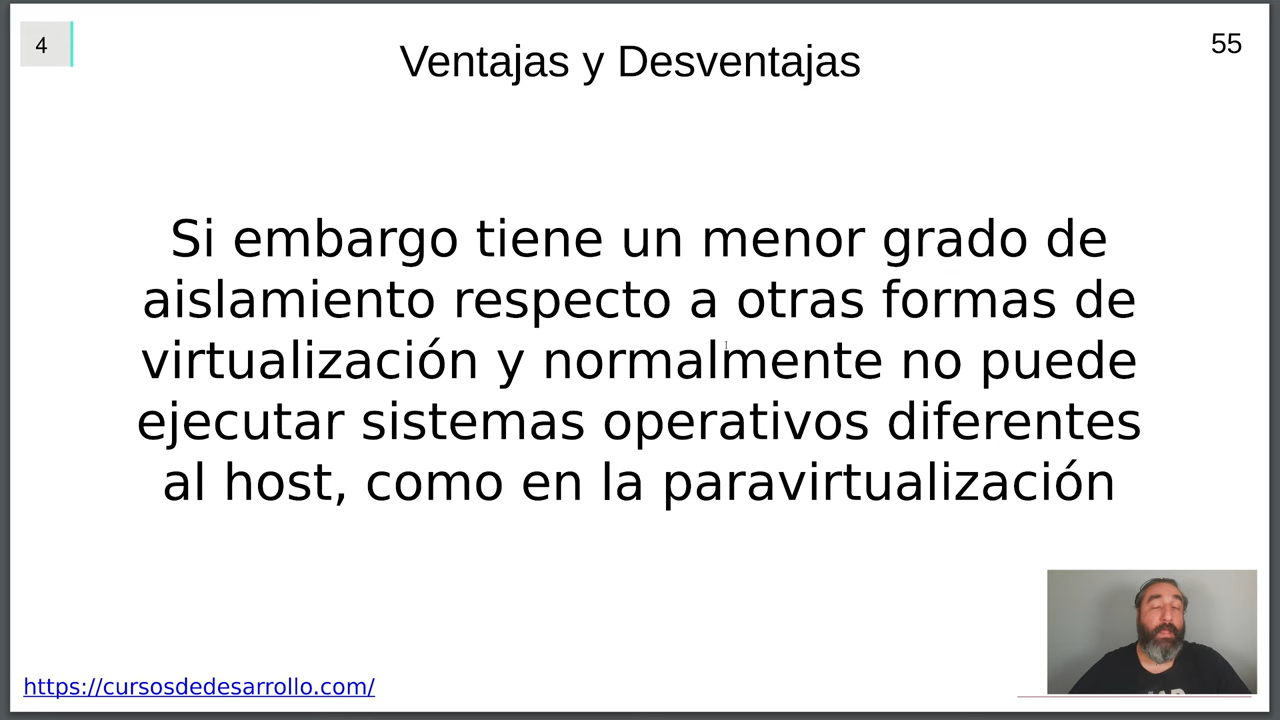 4
Ventajas y Desventajas
55
Si embargo tiene un menor grado de
aislamiento respecto a otras formas de
virtualización y normalmente no puede
ejecutar sistemas operativos diferentes
al host, como en la paravirtualización
https://cursosdedesarrollo.com/